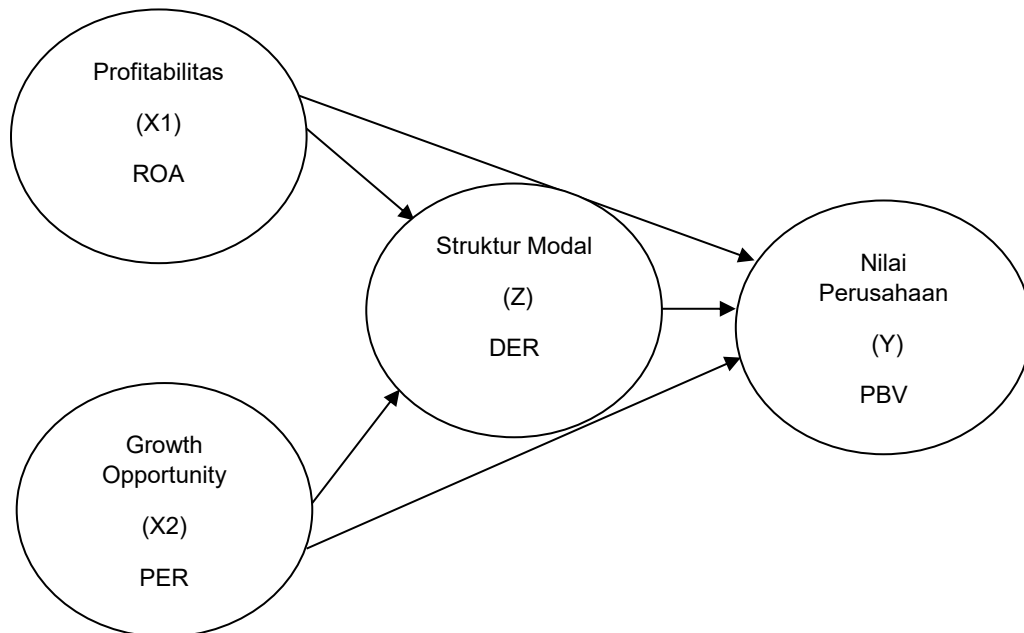 Profitabilitas
(X1)
ROA
Struktur Modal
(Z)
DER
Nilai
Perusahaan
(Y)
PBV
Growth
Opportunity
(X2)
PER